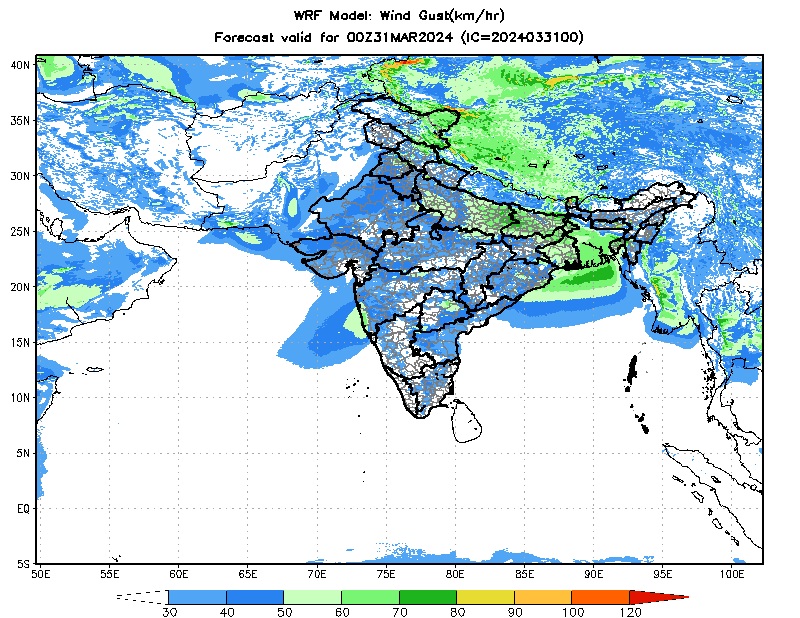 WRF Model: Wind Gust(km/hr)
Forecast valid for 00Z31MAR2024 (IC=2024033100)
40N
35N
30N
25N
20N
15N
10N
5N
EQ
5S
50E 55E 60E 65E 70E 75E 80E 85E 90E 95E 100E
30 40 50 60 70 80 90 100 120